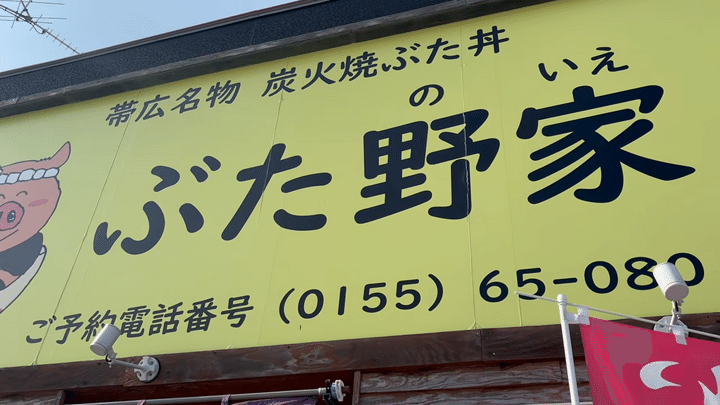 帯広名物 炭火焼ぶた丼
の いえ
ぶた野家
ご予約電話番号 (0155) 65-080